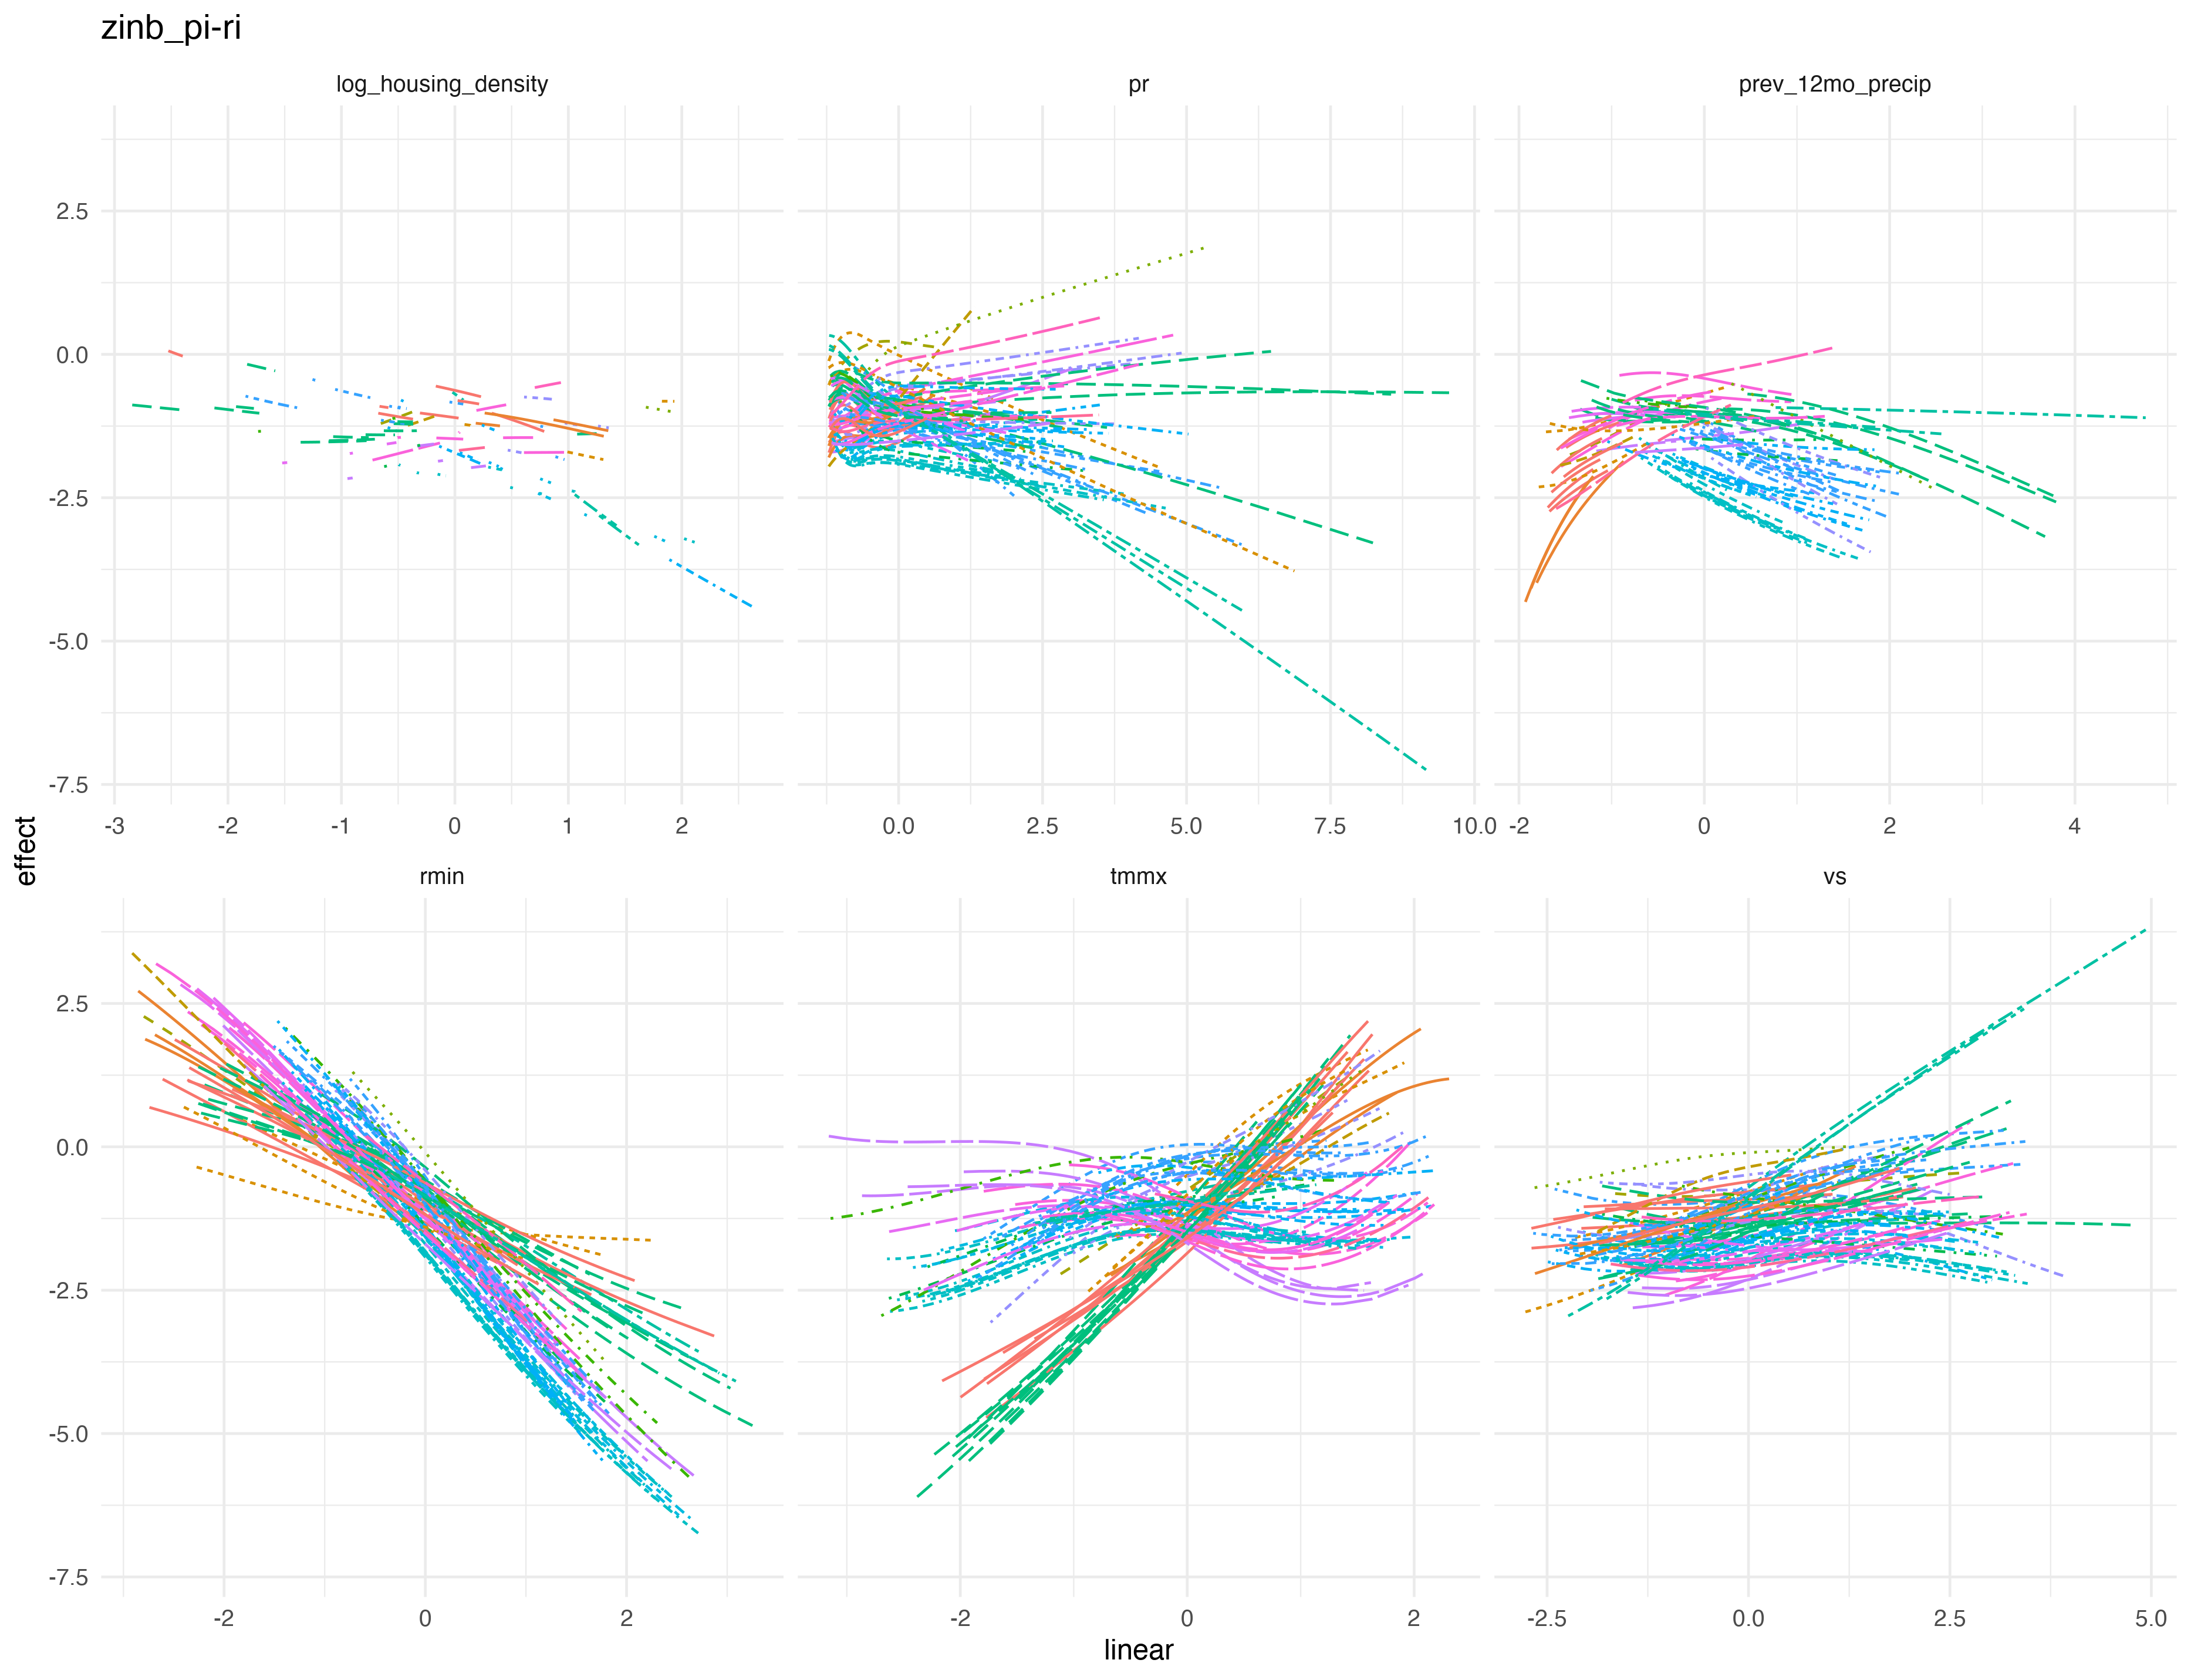 zinb_pi-ri
log_housing_density
pr
prev_12mo_precip
2.5
0.0
-2.5
-5.0
-7.5
-3 -2 -1 0 1 2
0.0 2.5 5.0 7.5 10.0
-2 0 2 4
effect
rmin
tmmx
vs
2.5
0.0
-2.5
-5.0
-7.5
-2 0 2
-2 0 2
-2.5 0.0 2.5 5.0
linear